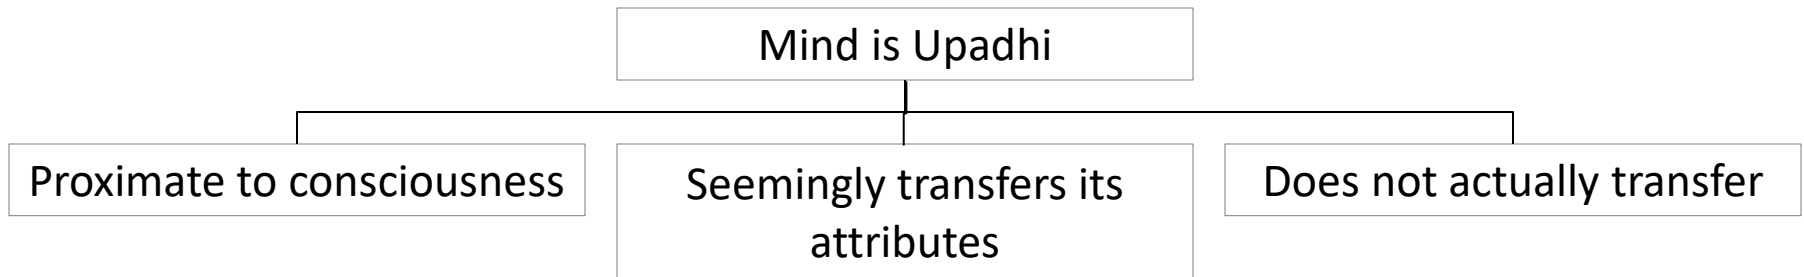 Mind is Upadhi
Proximate to consciousness
Seemingly transfers its
attributes
Does not actually transfer